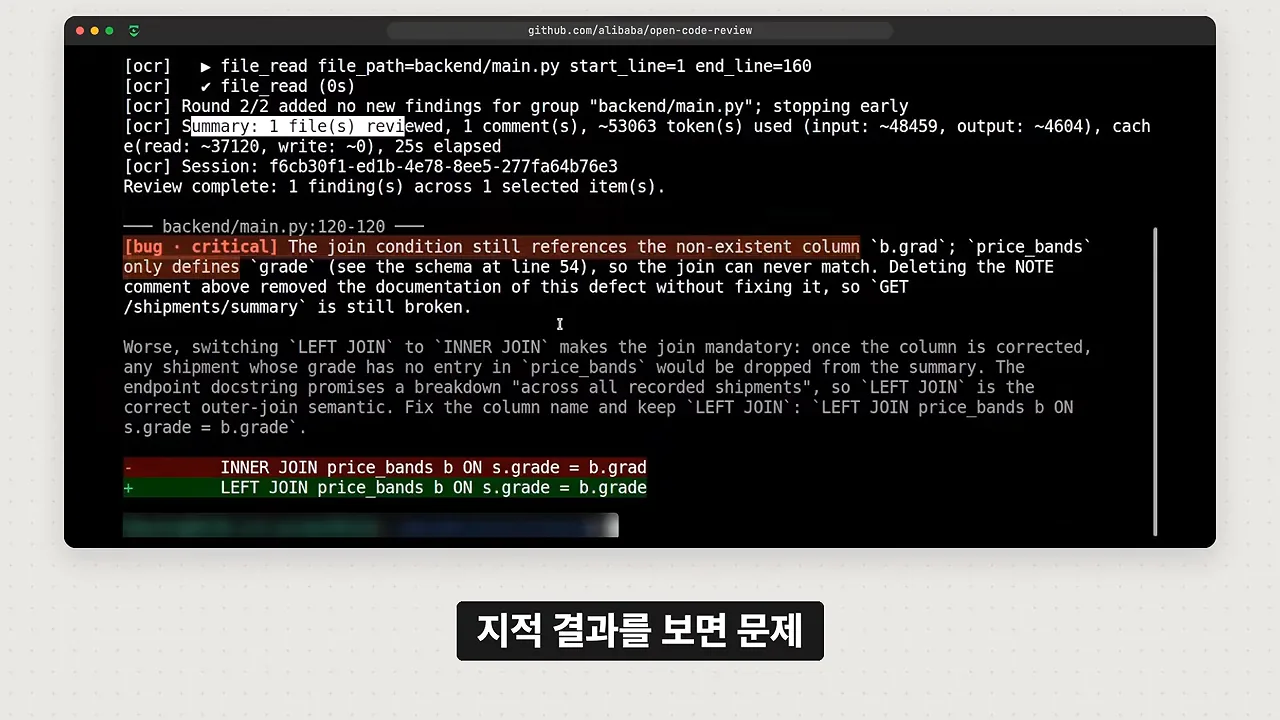 github.com/alibaba/open-code-review
[ocr]   ▶ file_read file_path=backend/main.py start_line=1 end_line=160
[ocr]   ✔ file_read (0s)
[ocr] Round 2/2 added no new findings for group "backend/main.py"; stopping early
[ocr] Summary: 1 file(s) reviewed, 1 comment(s), ~53063 token(s) used (input: ~48459, output: ~4604), cach
e(read: ~37120, write: ~0), 25s elapsed
[ocr] Session: f6cb30f1-ed1b-4e78-8ee5-277fa64b76e3
Review complete: 1 finding(s) across 1 selected item(s).
─── backend/main.py:120-120 ───
[bug · critical] The join condition still references the non-existent column `b.grad`; `price_bands`
only defines `grade` (see the schema at line 54), so the join can never match. Deleting the NOTE
comment above removed the documentation of this defect without fixing it, so `GET
/shipments/summary` is still broken.
Worse, switching `LEFT JOIN` to `INNER JOIN` makes the join mandatory: once the column is corrected,
any shipment whose grade has no entry in `price_bands` would be dropped from the summary. The
endpoint docstring promises a breakdown "across all recorded shipments", so `LEFT JOIN` is the
correct outer-join semantic. Fix the column name and keep `LEFT JOIN`: `LEFT JOIN price_bands b ON
s.grade = b.grade`.
-         INNER JOIN price_bands b ON s.grade = b.grad
+         LEFT JOIN price_bands b ON s.grade = b.grade
지적 결과를 보면 문제